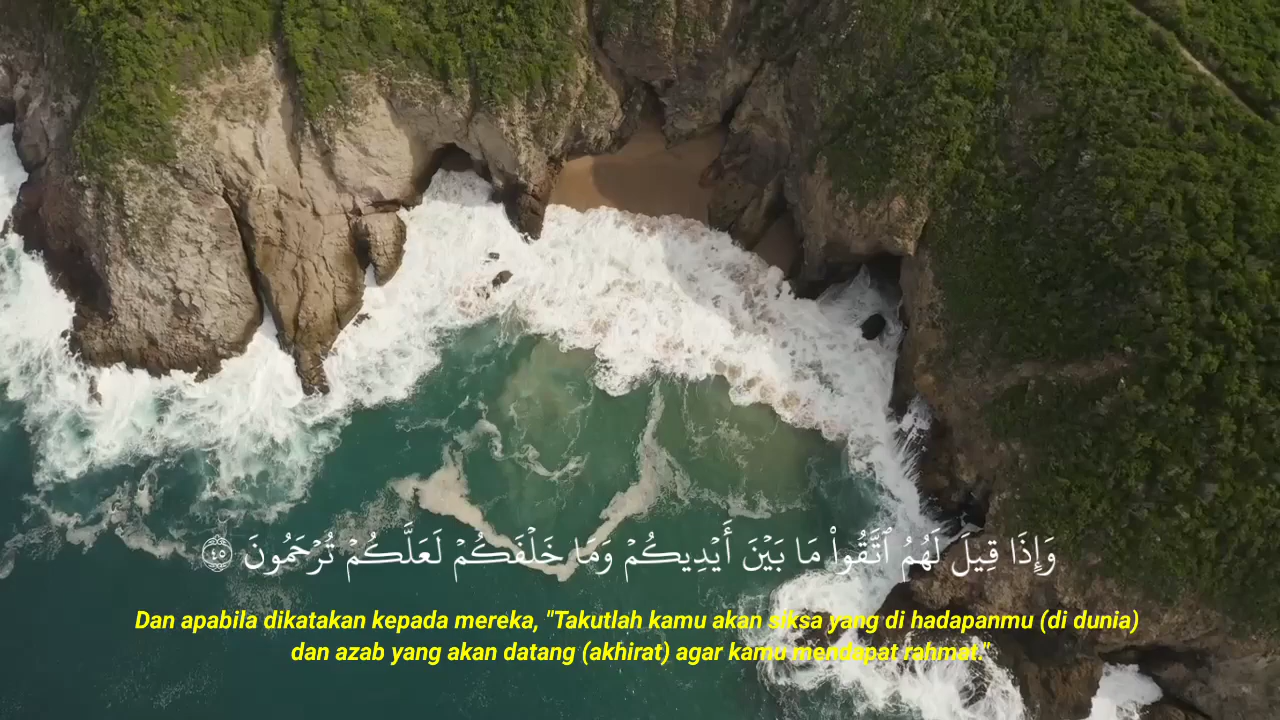 وَإِذَا قِيلَ لَهُمُ ٱتَّقُوا۟ مَا بَيْنَ أَيْدِيكُمْ وَمَا خَلْفَكُمْ لَعَلَّكُمْ تُرْحَمُونَ ٤٥
Dan apabila dikatakan kepada mereka, "Takutlah kamu akan siksa yang di hadapanmu (di dunia)
dan azab yang akan datang (akhirat) agar kamu mendapat rahmat."